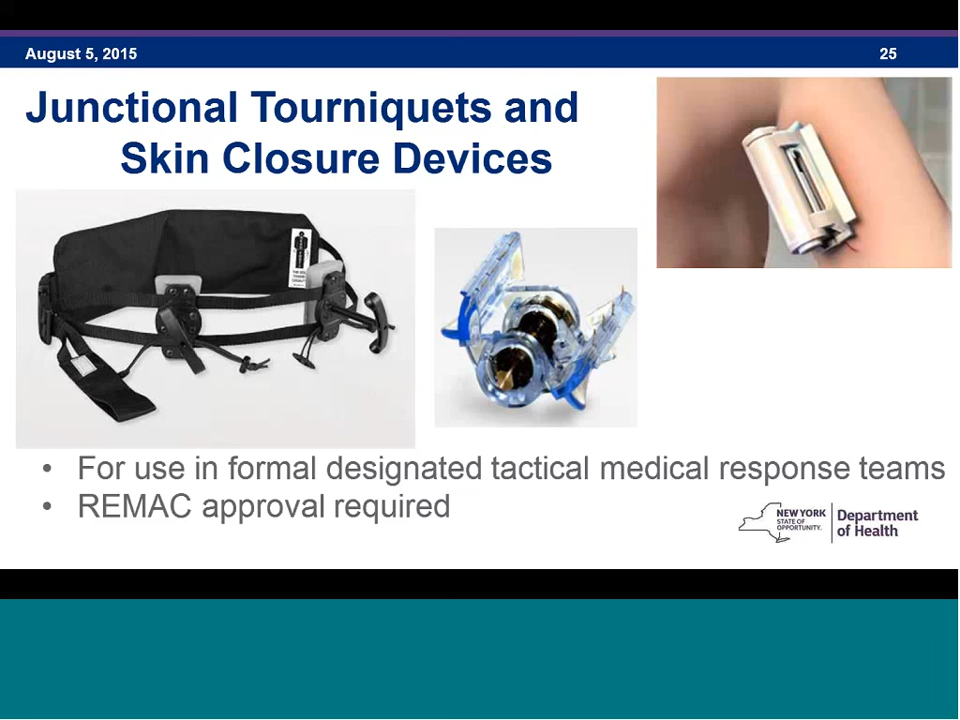 August 5, 2015
25
Junctional Tourniquets and
Skin Closure Devices
• For use in formal designated tactical medical response teams
• REMAC approval required
NEW YORK
STATE OF
OPPORTUNITY.
Department
of Health